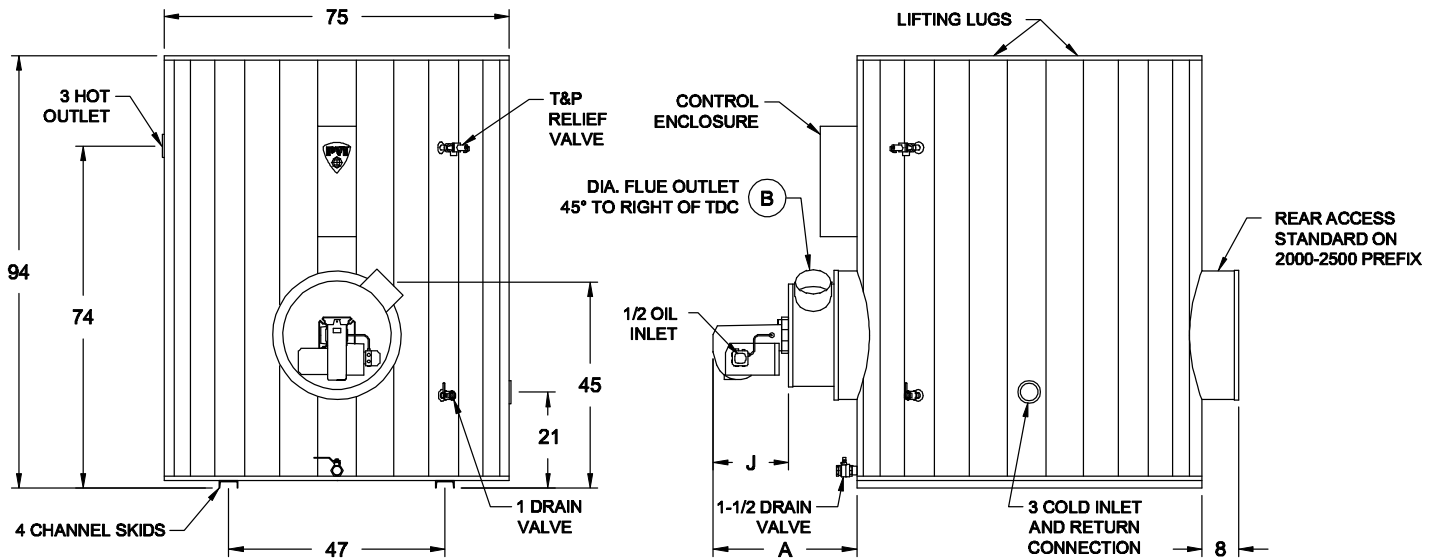 75
LIFTING LUGS
3 HOT
OUTLET
T&P
RELIEF
VALVE
CONTROL
ENCLOSURE
PVI
DIA. FLUE OUTLET
45° TO RIGHT OF TDC
B
REAR ACCESS
STANDARD ON
2000-2500 PREFIX
94
74
1/2 OIL
INLET
45
21
J
4 CHANNEL SKIDS
1 DRAIN
VALVE
1-1/2 DRAIN
VALVE
3 COLD INLET
AND RETURN
CONNECTION
47
A
8